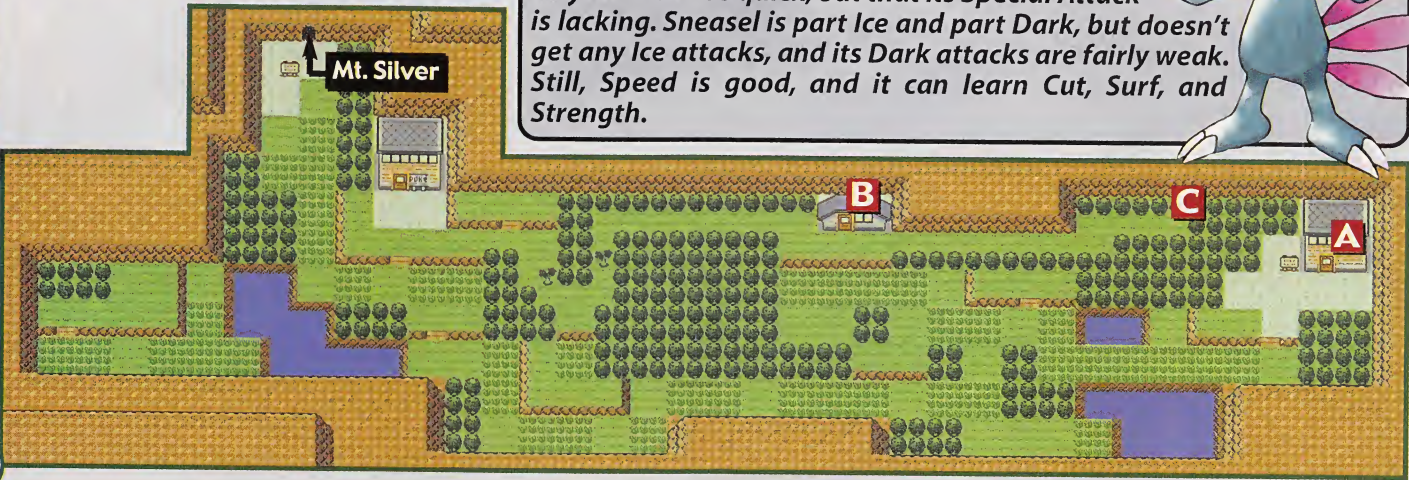 is lacking. Sneasel is part Ice and part Dark, but doesn't
get any Ice attacks, and its Dark attacks are fairly weak.
Still, Speed is good, and it can learn Cut, Surf, and
Strength.
Mt. Silver
B
C
A